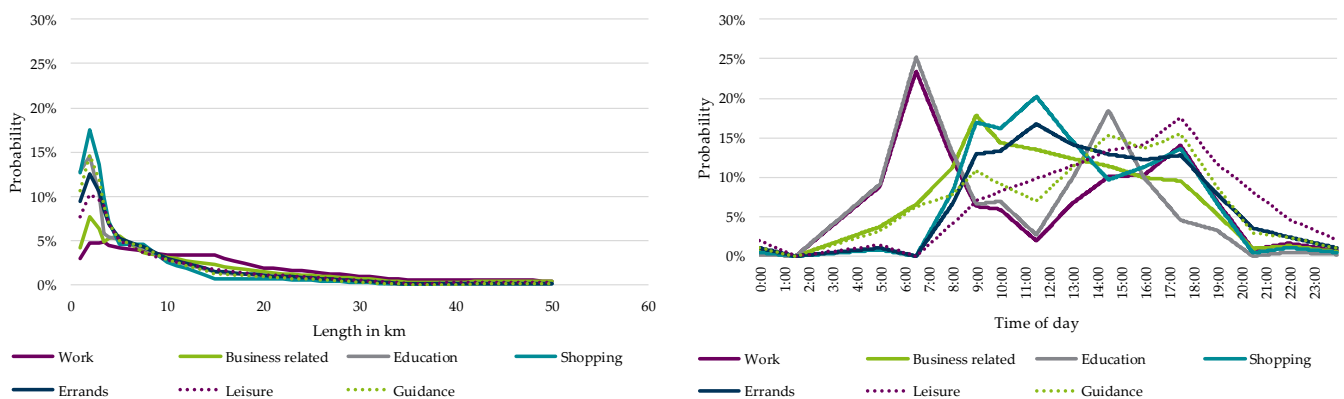 30%
25%
20%
15%
10%
5%
0%
Probability
0 10 20 30 40 50 60
Length in km
Work Business related Education Shopping
Errands Leisure Guidance
30%
25%
20%
15%
10%
5%
0%
Probability
0:00 1:00 2:00 3:00 4:00 5:00 6:00 7:00 8:00 9:00 10:00 11:00 12:00 13:00 14:00 15:00 16:00 17:00 18:00 19:00 20:00 21:00 22:00 23:00
Time of day
Work Business related Education Shopping
Errands Leisure Guidance